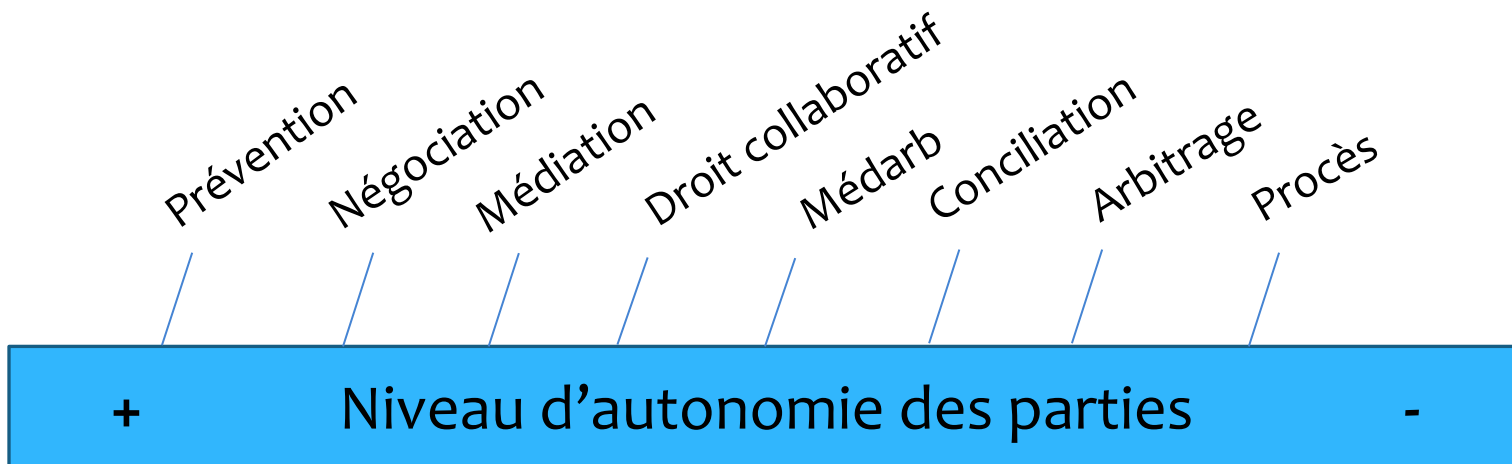 Prévention
Négociation
Médiation
Droit collaboratif
Médarb
Conciliation
Arbitrage
Procès
+ Niveau d’autonomie des parties -